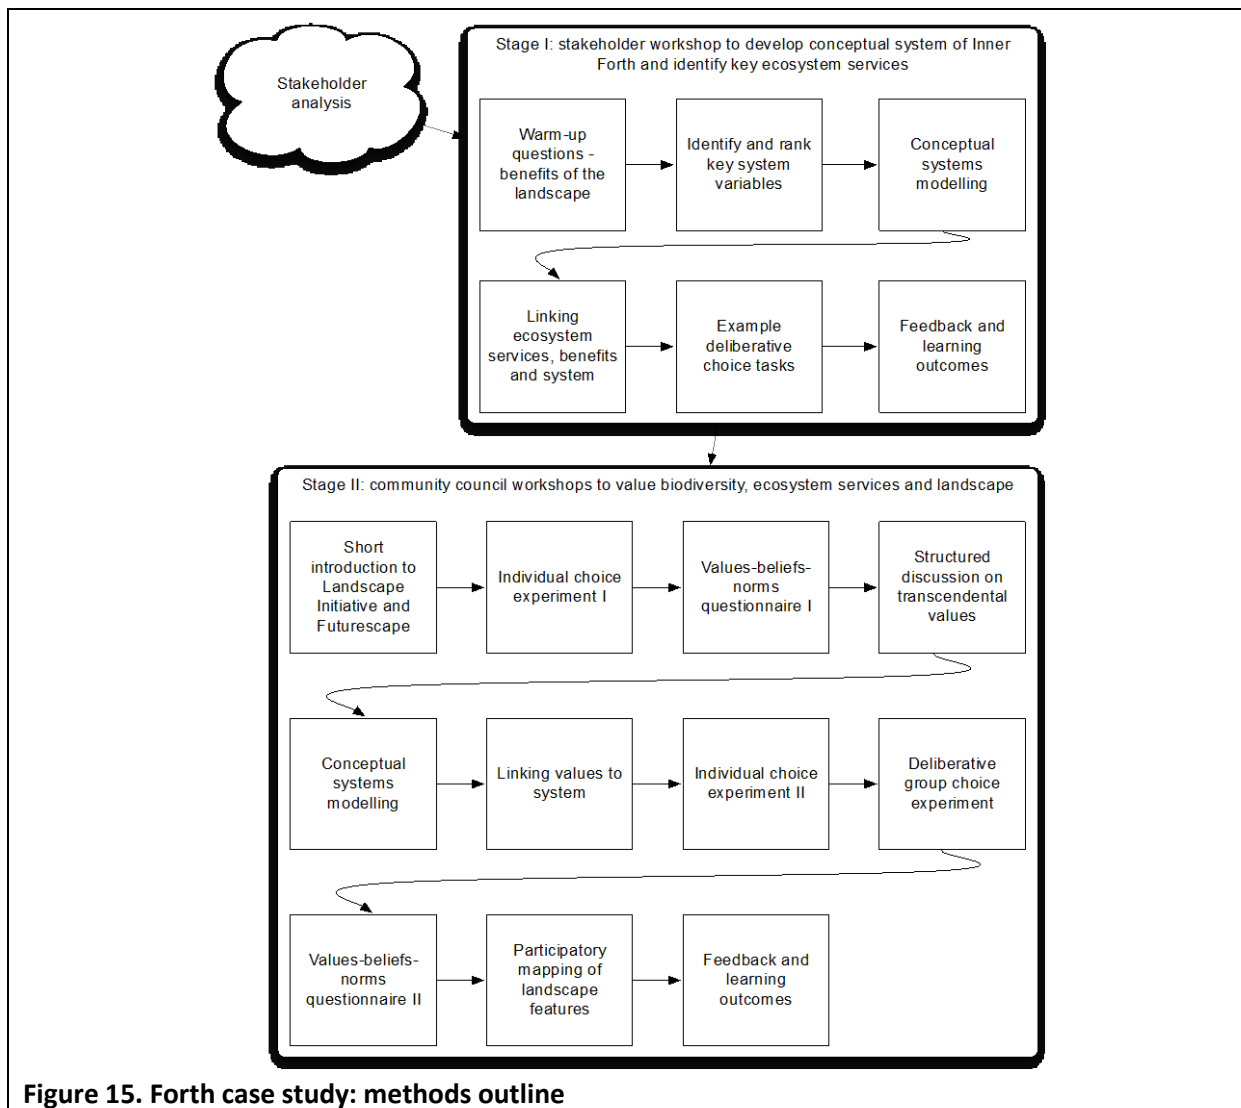 Stakeholder
analysis
Stage I: stakeholder workshop to develop conceptual system of Inner
Forth and identify key ecosystem services
Warm-up
questions -
benefits of the
landscape
Identify and rank
key system
variables
Conceptual
systems
modelling
Linking
ecosystem
services, benefits
and system
Example
deliberative
choice tasks
Feedback and
learning
outcomes
Stage II: community council workshops to value biodiversity, ecosystem services and landscape
Short
introduction to
Landscape
Initiative and
Futurescape
Individual choice
experiment I
Values-beliefs-
norms
questionnaire I
Structured
discussion on
transcendental
values
Conceptual
systems
modelling
Linking values to
system
Individual choice
experiment II
Deliberative
group choice
experiment
Values-beliefs-
norms
questionnaire II
Participatory
mapping of
landscape
features
Feedback and
learning
outcomes
Figure 15. Forth case study: methods outline